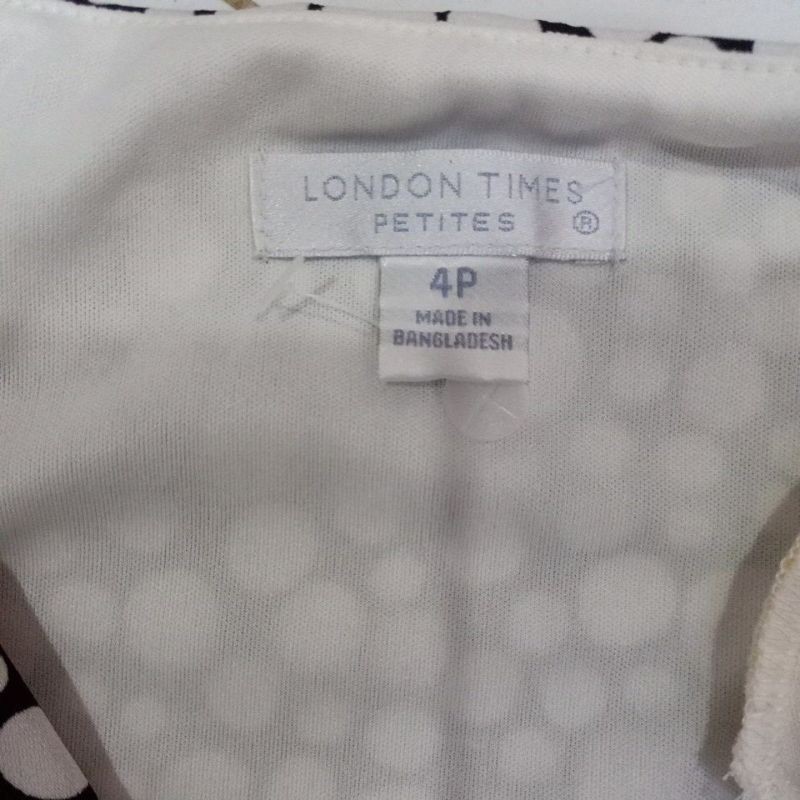 LONDON TIMES
PETITES ®
4P
MADE IN
BANGLADESH